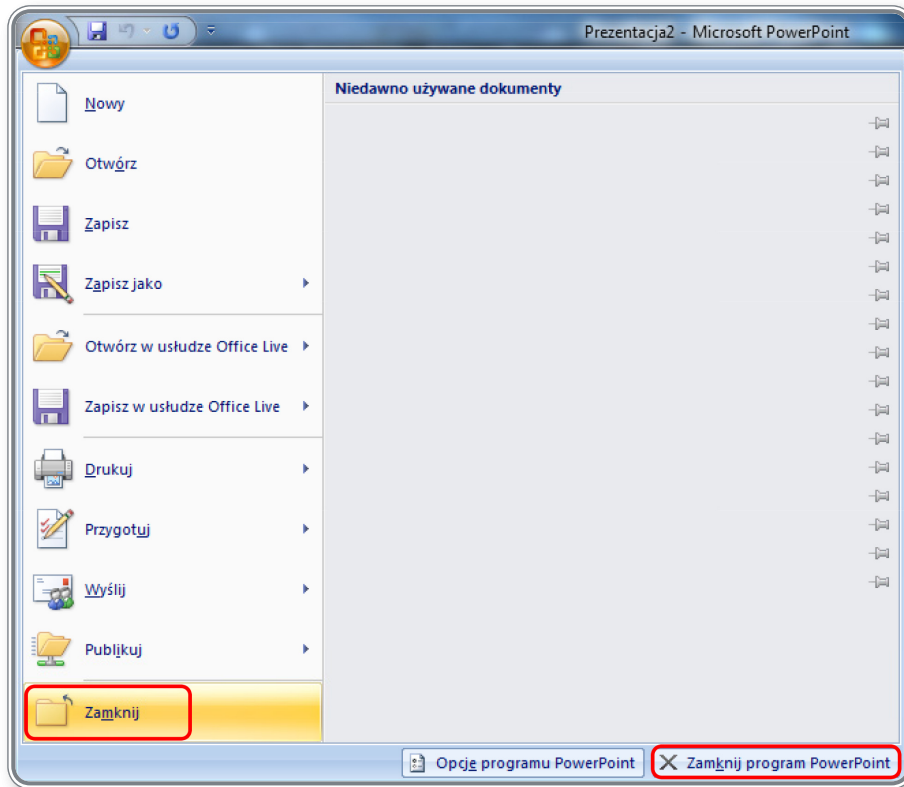 Prezentacja2 - Microsoft PowerPoint
Niedawno używane dokumenty
Nowy
Otwórz
Zapisz
Zapisz jako
Otwórz w usłudze Office Live
Zapisz w usłudze Office Live
Drukuj
Przygotuj
Wyślij
Publikuj
Zamknij
Opcje programu PowerPoint
Zamknij program PowerPoint